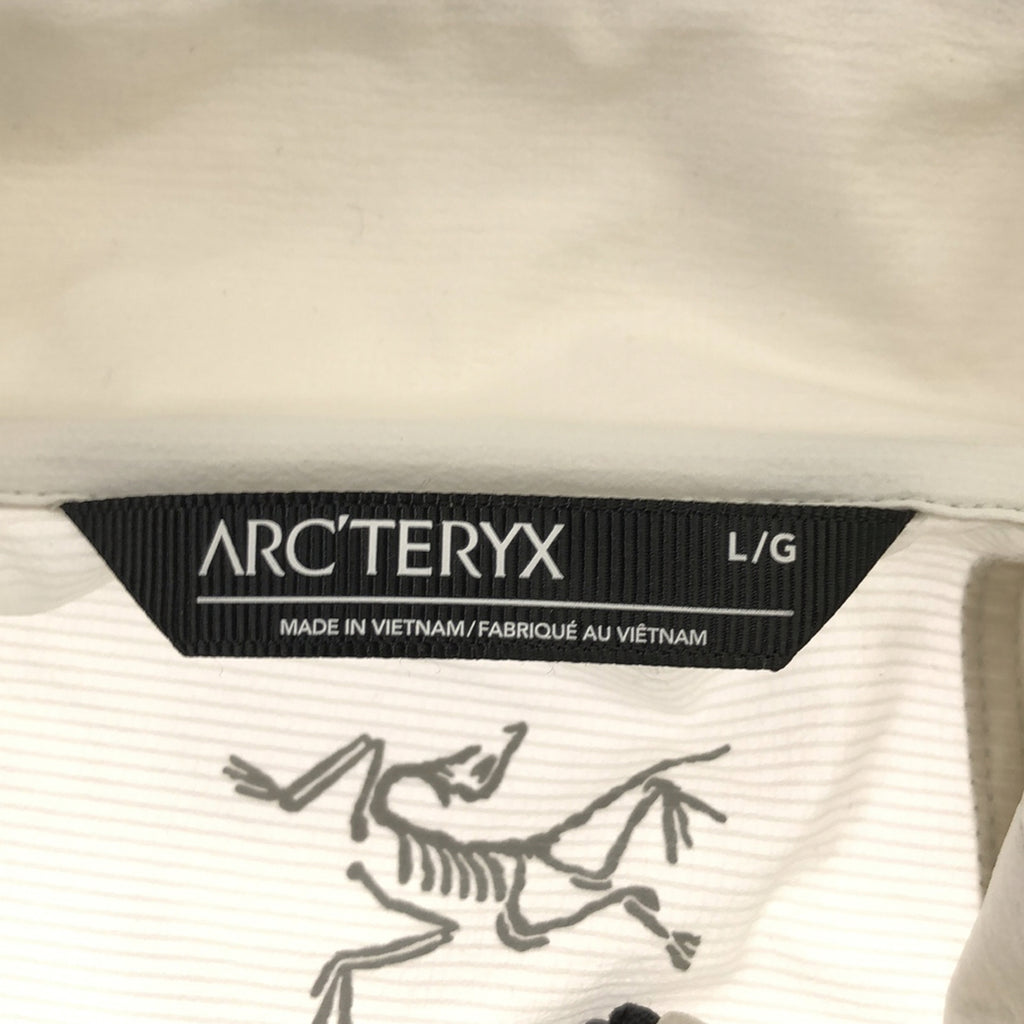 ARC'TERYX L/G
MADE IN VIETNAM/FABRIQUÉ AU VIÊTNAM